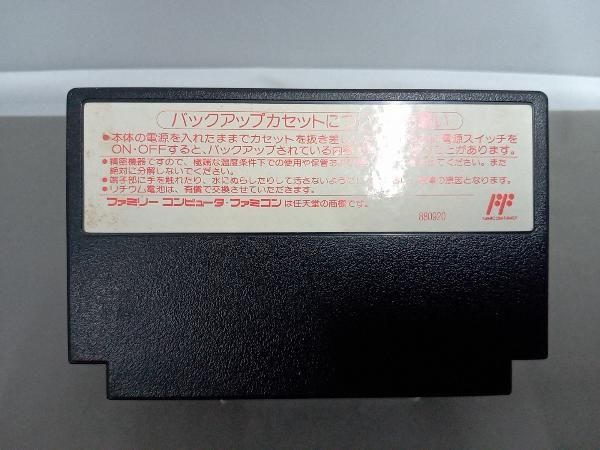 バックアップカセットにつ い
●本体の電源を入れたままでカセットを抜き差し 電源スイッチを
ON・OFFすると、バックアップされている内容 とがあります。
●精密機器ですので、極端な温度条件下での使用や保管お ください。また
絶対に分解しないでください。
●端子部に手を触れたり、水にぬらしたりして汚さないように の原因となります。
●リチウム電池は、有償で交換させていただきます。
ファミリーコンピュータ・ファミコンは任天堂の商標です。
880920
FF